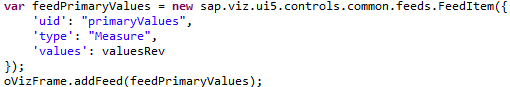 var feedPrimaryValues = new sap.viz.ui5.controls.common.feeds.FeedItem({
    'uid': "primaryValues",
    'type': "Measure",
    'values': valuesRev
});
oVizFrame.addFeed(feedPrimaryValues);